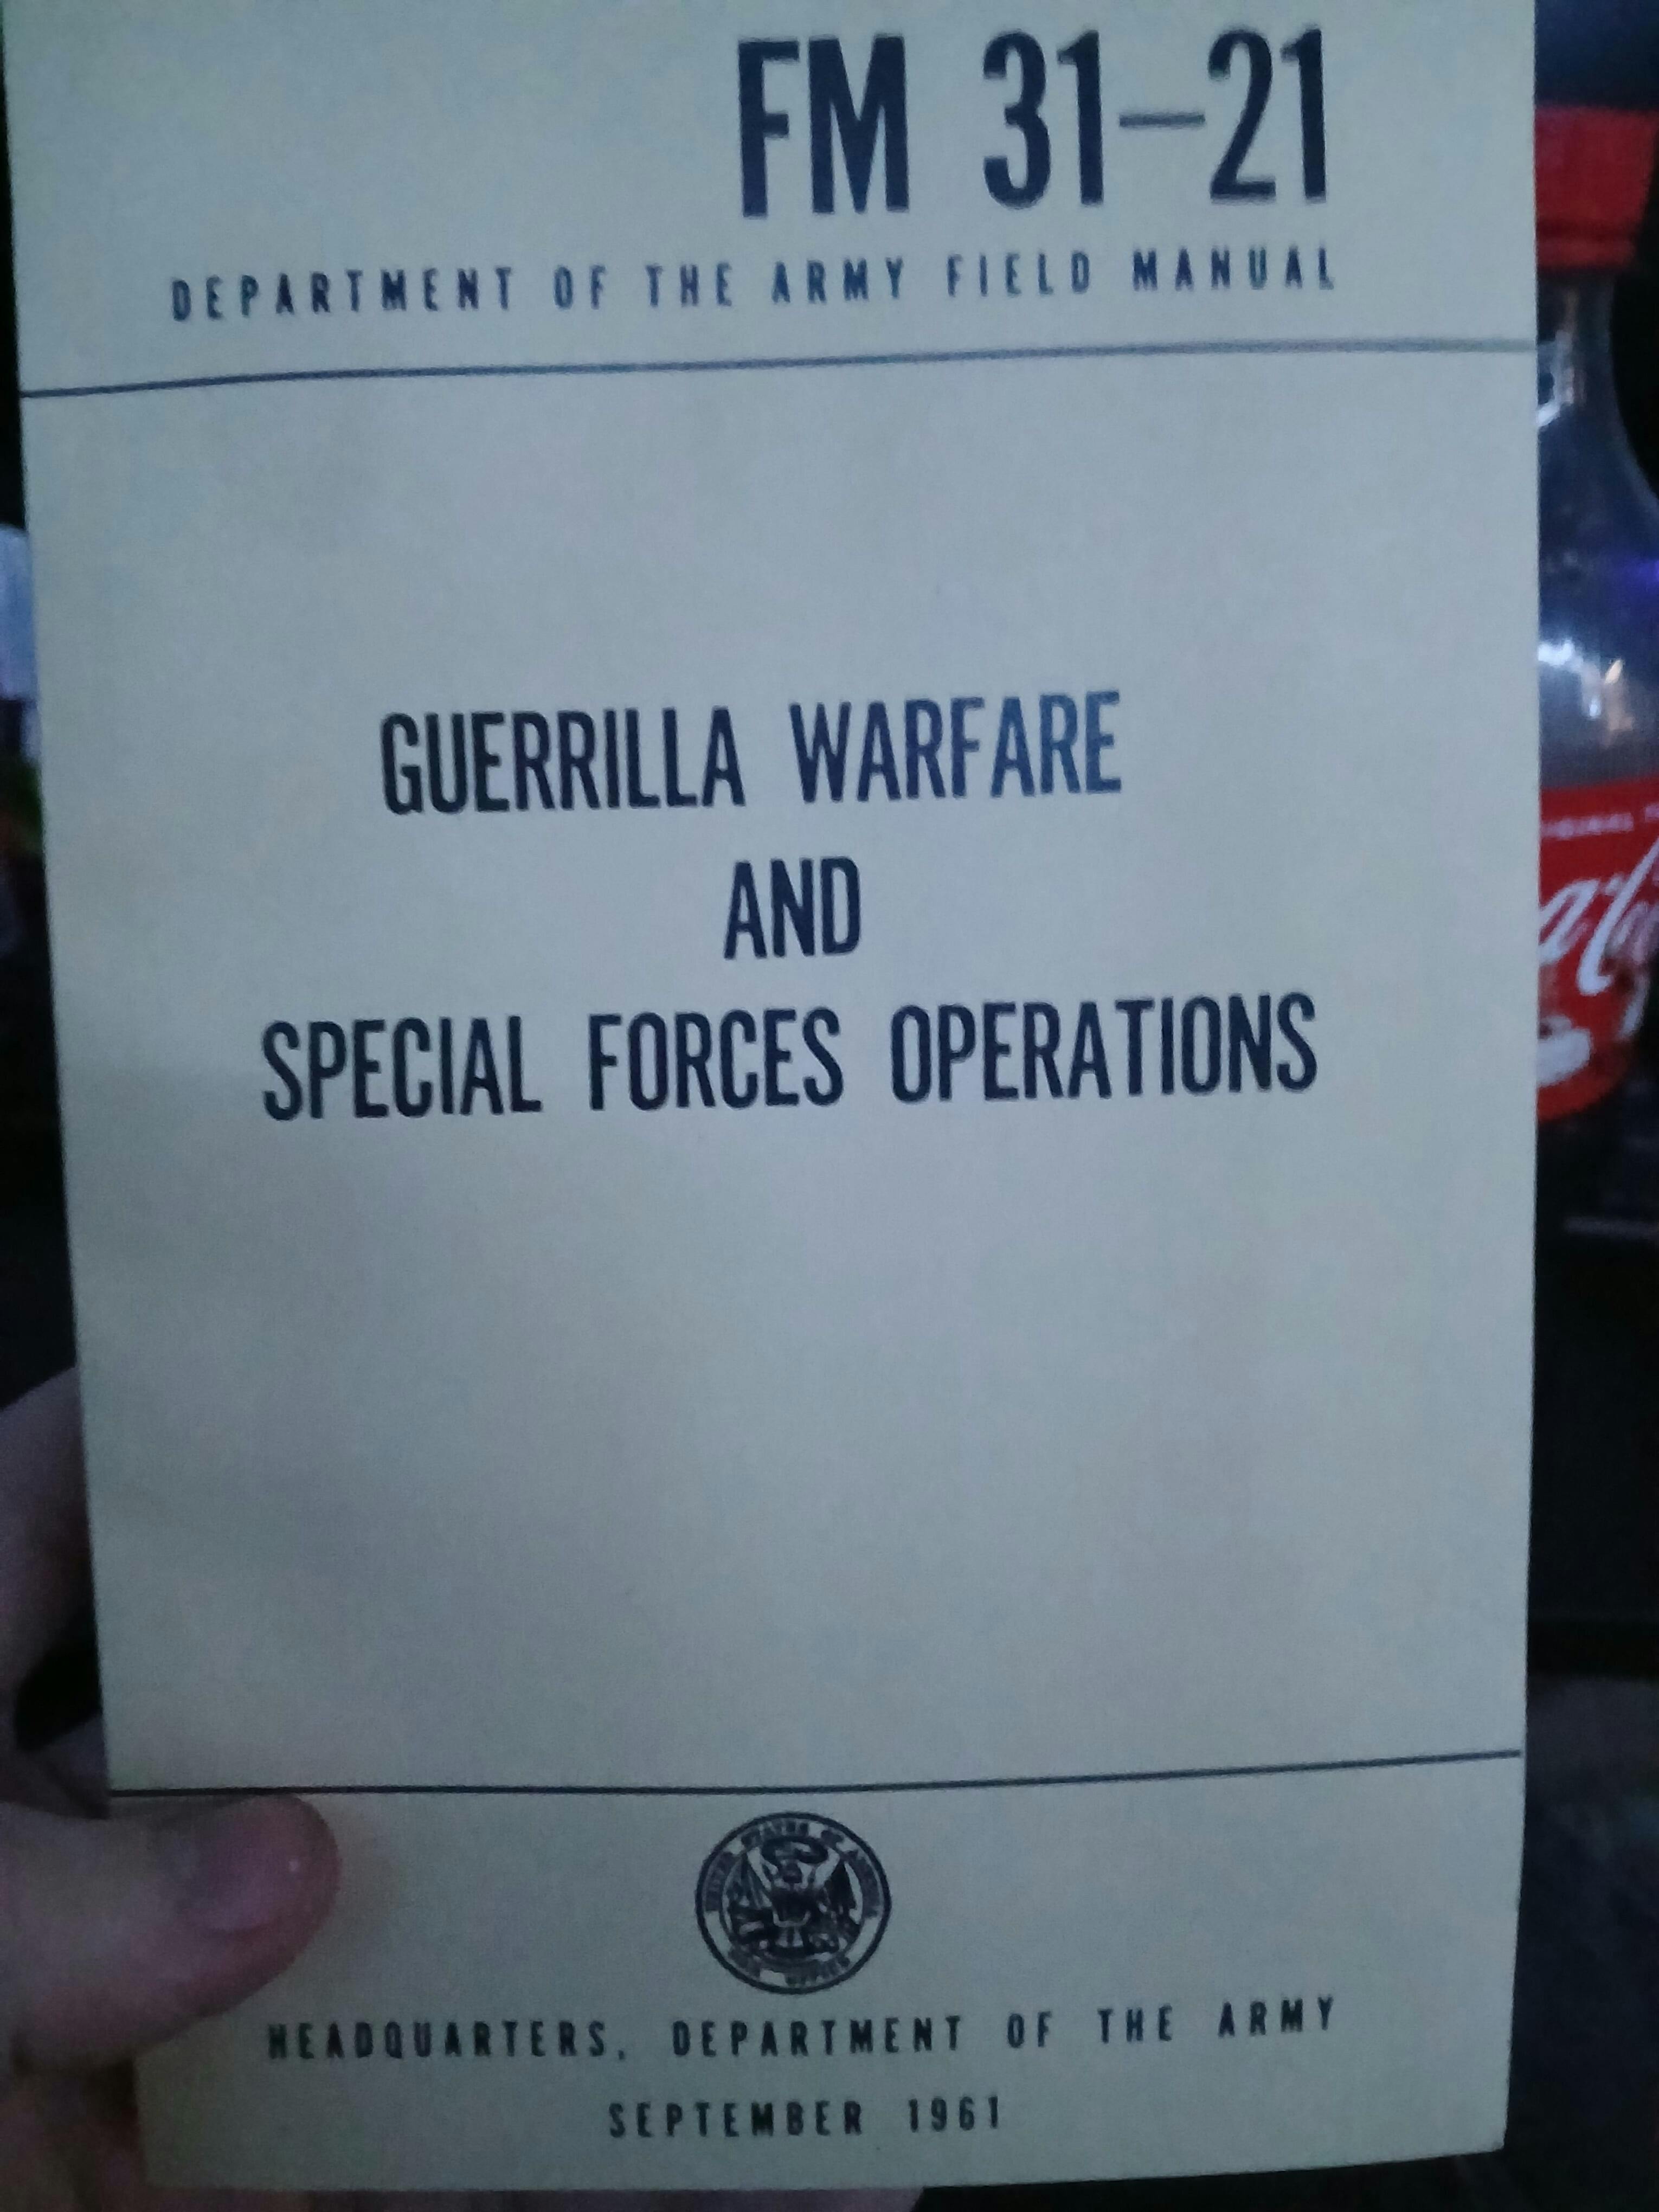 FM 31–21
DEPARTMENT OF THE ARMY FIELD MANUAL
GUERRILLA WARFARE
AND
SPECIAL FORCES OPERATIONS
HEADQUARTERS, DEPARTMENT OF THE ARMY
SEPTEMBER 1961